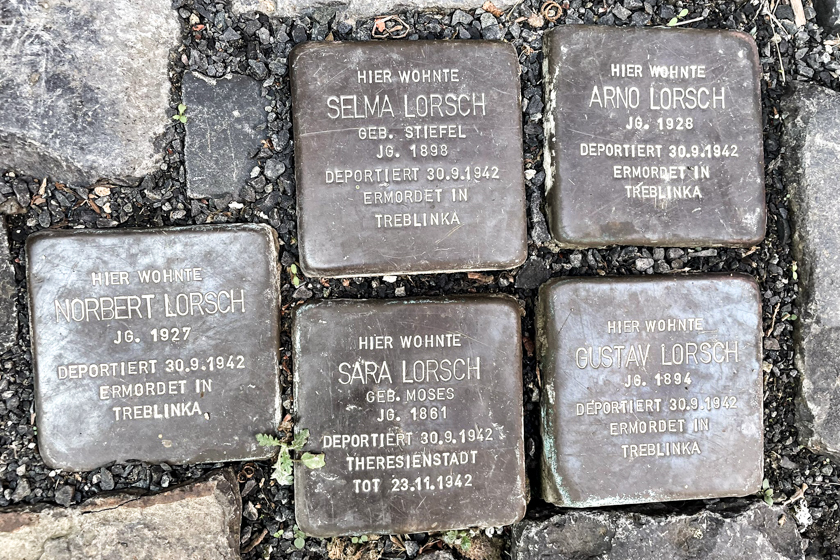 HIER WOHNTE
SELMA LORSCH
GEB. STIEFEL
JG. 1898
DEPORTIERT 30.9.1942
ERMORDET IN
TREBLINKA
HIER WOHNTE
ARNO LORSCH
JG. 1928
DEPORTIERT 30.9.1942
ERMORDET IN
TREBLINKA
HIER WOHNTE
NORBERT LORSCH
JG. 1927
DEPORTIERT 30.9.1942
ERMORDET IN
TREBLINKA
HIER WOHNTE
SARA LORSCH
GEB. MOSES
JG. 1861
DEPORTIERT 30.9.1942
THERESIENSTADT
TOT 23.11.1942
HIER WOHNTE
GUSTAV LORSCH
JG. 1894
DEPORTIERT 30.9.1942
ERMORDET IN
TREBLINKA